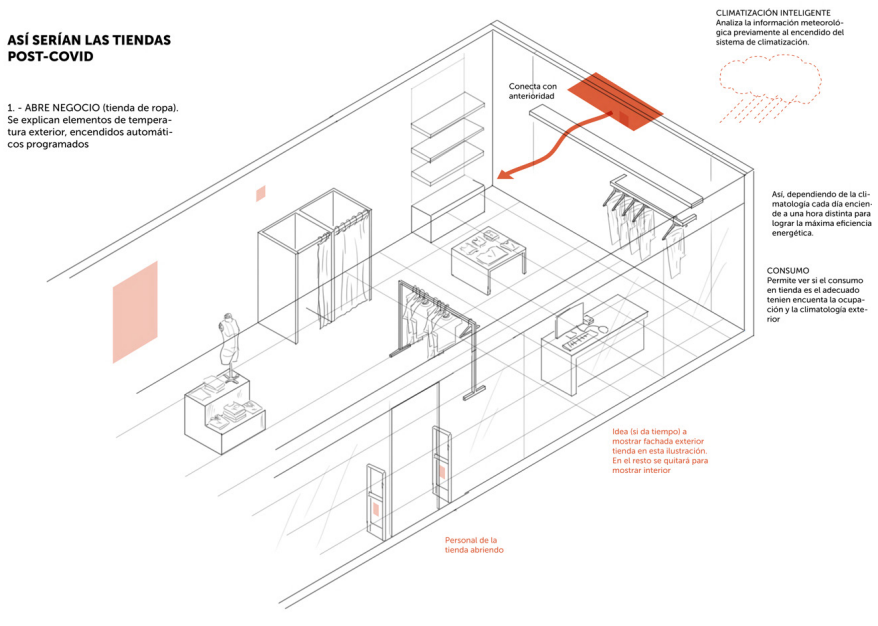 ASÍ SERÍAN LAS TIENDAS
POST-COVID
1. - ABRE NEGOCIO (tienda de ropa).
Se explican elementos de tempera-
tura exterior, encendidos automáti-
cos programados
CLIMATIZACIÓN INTELIGENTE
Analiza la información meteoroló-
gica previamente al encendido del
sistema de climatización.
Conecta con
anterióridad
Así, dependiendo de la cli-
matología cada día encien-
de a una hora distinta para
lograr la máxima eficiencia
energética.
CONSUMO
Permite ver si el consumo
en tienda es el adecuado
tenien encuenta la ocupa-
ción y la climatología exte-
rior
Idea (si da tiempo) a
mostrar fachada exterior
tienda en esta ilustración.
En el resto se quitará para
mostrar interior
Personal de la
tienda abriendo